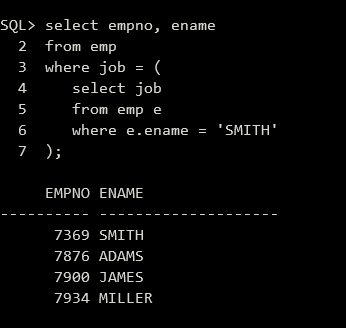 SQL> select empno, ename
  2  from emp
  3  where job = (
  4     select job
  5     from emp e
  6     where e.ename = 'SMITH'
  7  );

     EMPNO ENAME
---------- --------------------
      7369 SMITH
      7876 ADAMS
      7900 JAMES
      7934 MILLER